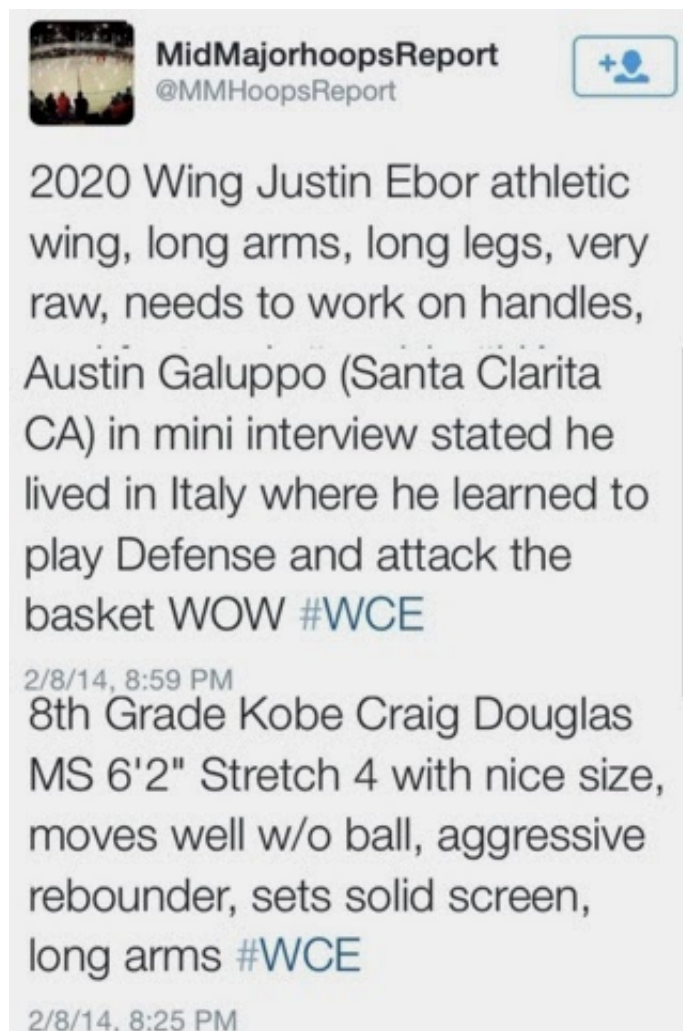 MidMajorhoopsReport
@MMHoopsReport
2020 Wing Justin Ebor athletic
wing, long arms, long legs, very
raw, needs to work on handles,
Austin Galuppo (Santa Clarita
CA) in mini interview stated he
lived in Italy where he learned to
play Defense and attack the
basket WOW #WCE
2/8/14, 8:59 PM
8th Grade Kobe Craig Douglas
MS 6'2" Stretch 4 with nice size,
moves well w/o ball, aggressive
rebounder, sets solid screen,
long arms #WCE
2/8/14, 8:25 PM